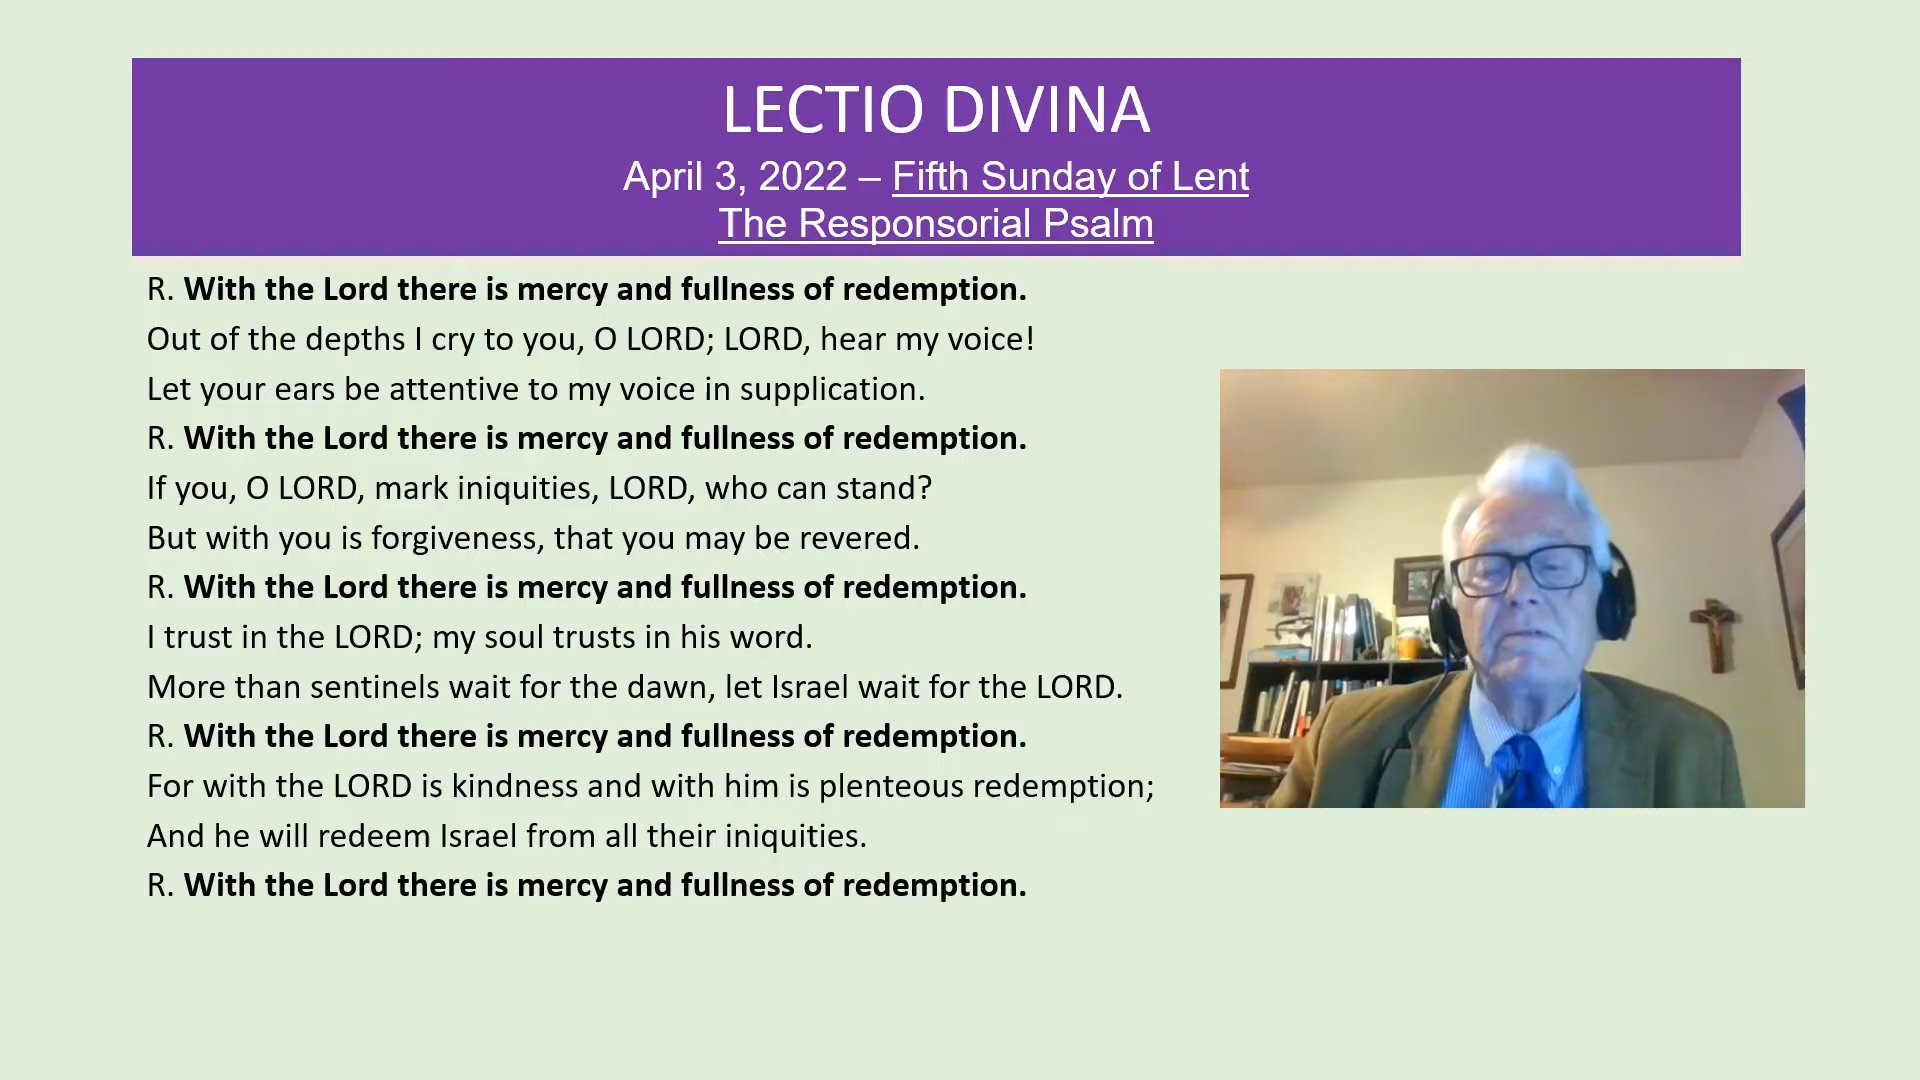 LECTIO DIVINA
April 3, 2022 – Fifth Sunday of Lent
The Responsorial Psalm
R. With the Lord there is mercy and fullness of redemption.
Out of the depths I cry to you, O LORD; LORD, hear my voice!
Let your ears be attentive to my voice in supplication.
R. With the Lord there is mercy and fullness of redemption.
If you, O LORD, mark iniquities, LORD, who can stand?
But with you is forgiveness, that you may be revered.
R. With the Lord there is mercy and fullness of redemption.
I trust in the LORD; my soul trusts in his word.
More than sentinels wait for the dawn, let Israel wait for the LORD.
R. With the Lord there is mercy and fullness of redemption.
For with the LORD is kindness and with him is plenteous redemption;
And he will redeem Israel from all their iniquities.
R. With the Lord there is mercy and fullness of redemption.